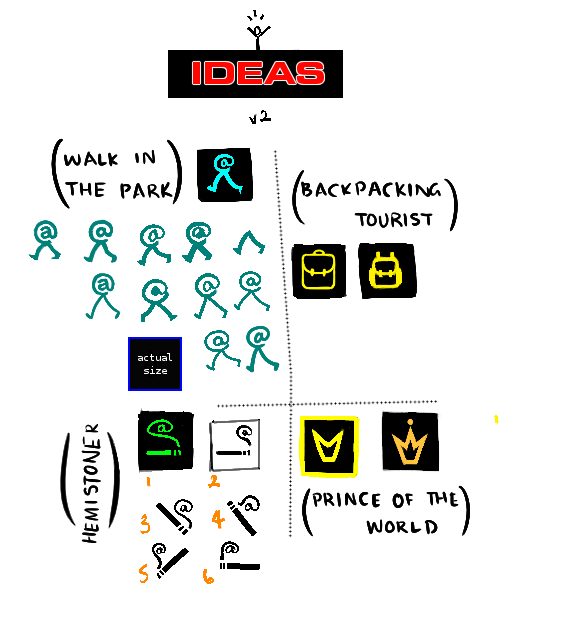 IDEAS
v2
(WALK IN
THE PARK)
@
(BACKPACKING
TOURIST)
@ @ @ @
@ @ @ @
actual
size
@ @
(HEMISTONER)
@ @
1 2
3 @ 4 @
5 @ 6 @
(PRINCE OF THE
WORLD)